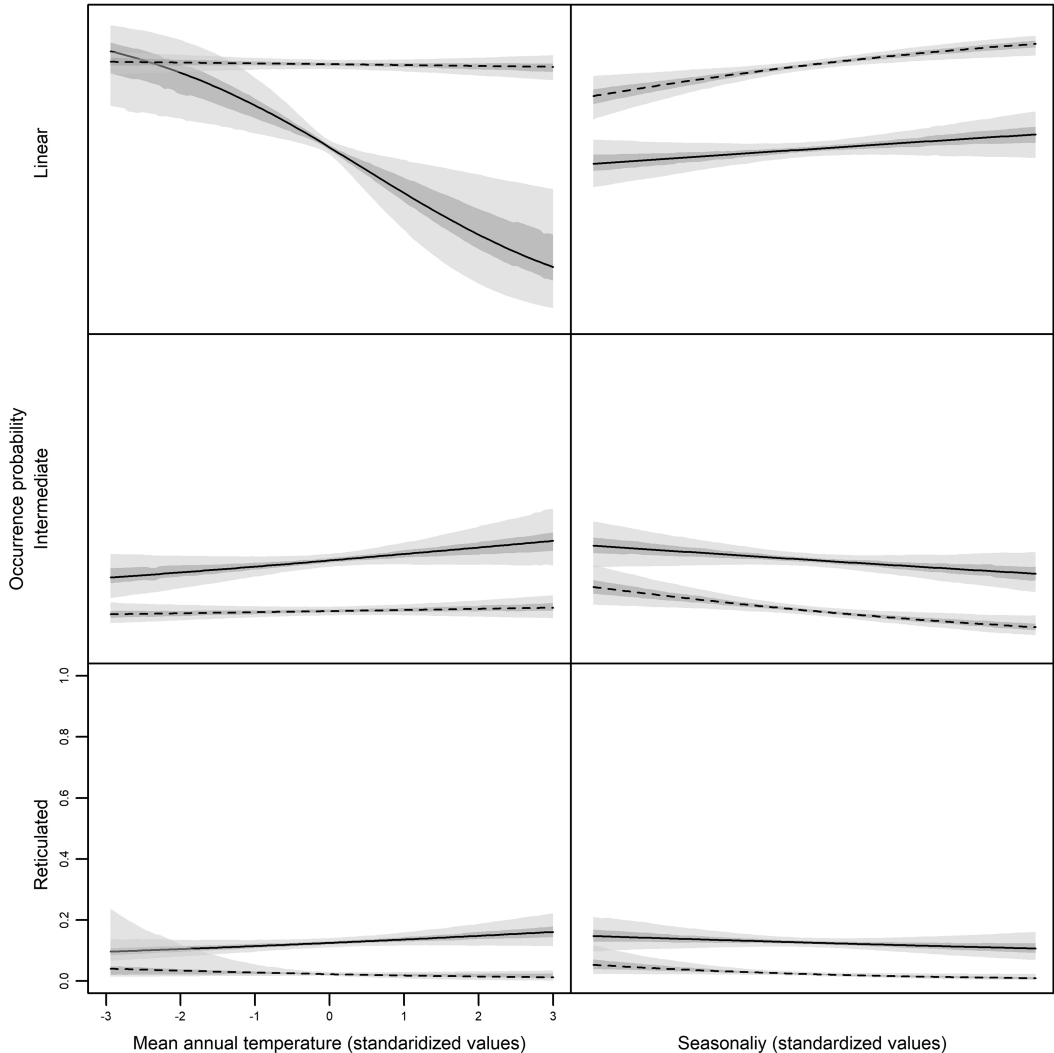 Occurrence probability
Linear
Intermediate
Reticulated
1.0
0.8
0.6
0.4
0.2
0.0
-3 -2 -1 0 1 2 3
Mean annual temperature (standaridized values)
Seasonaliy (standardized values)